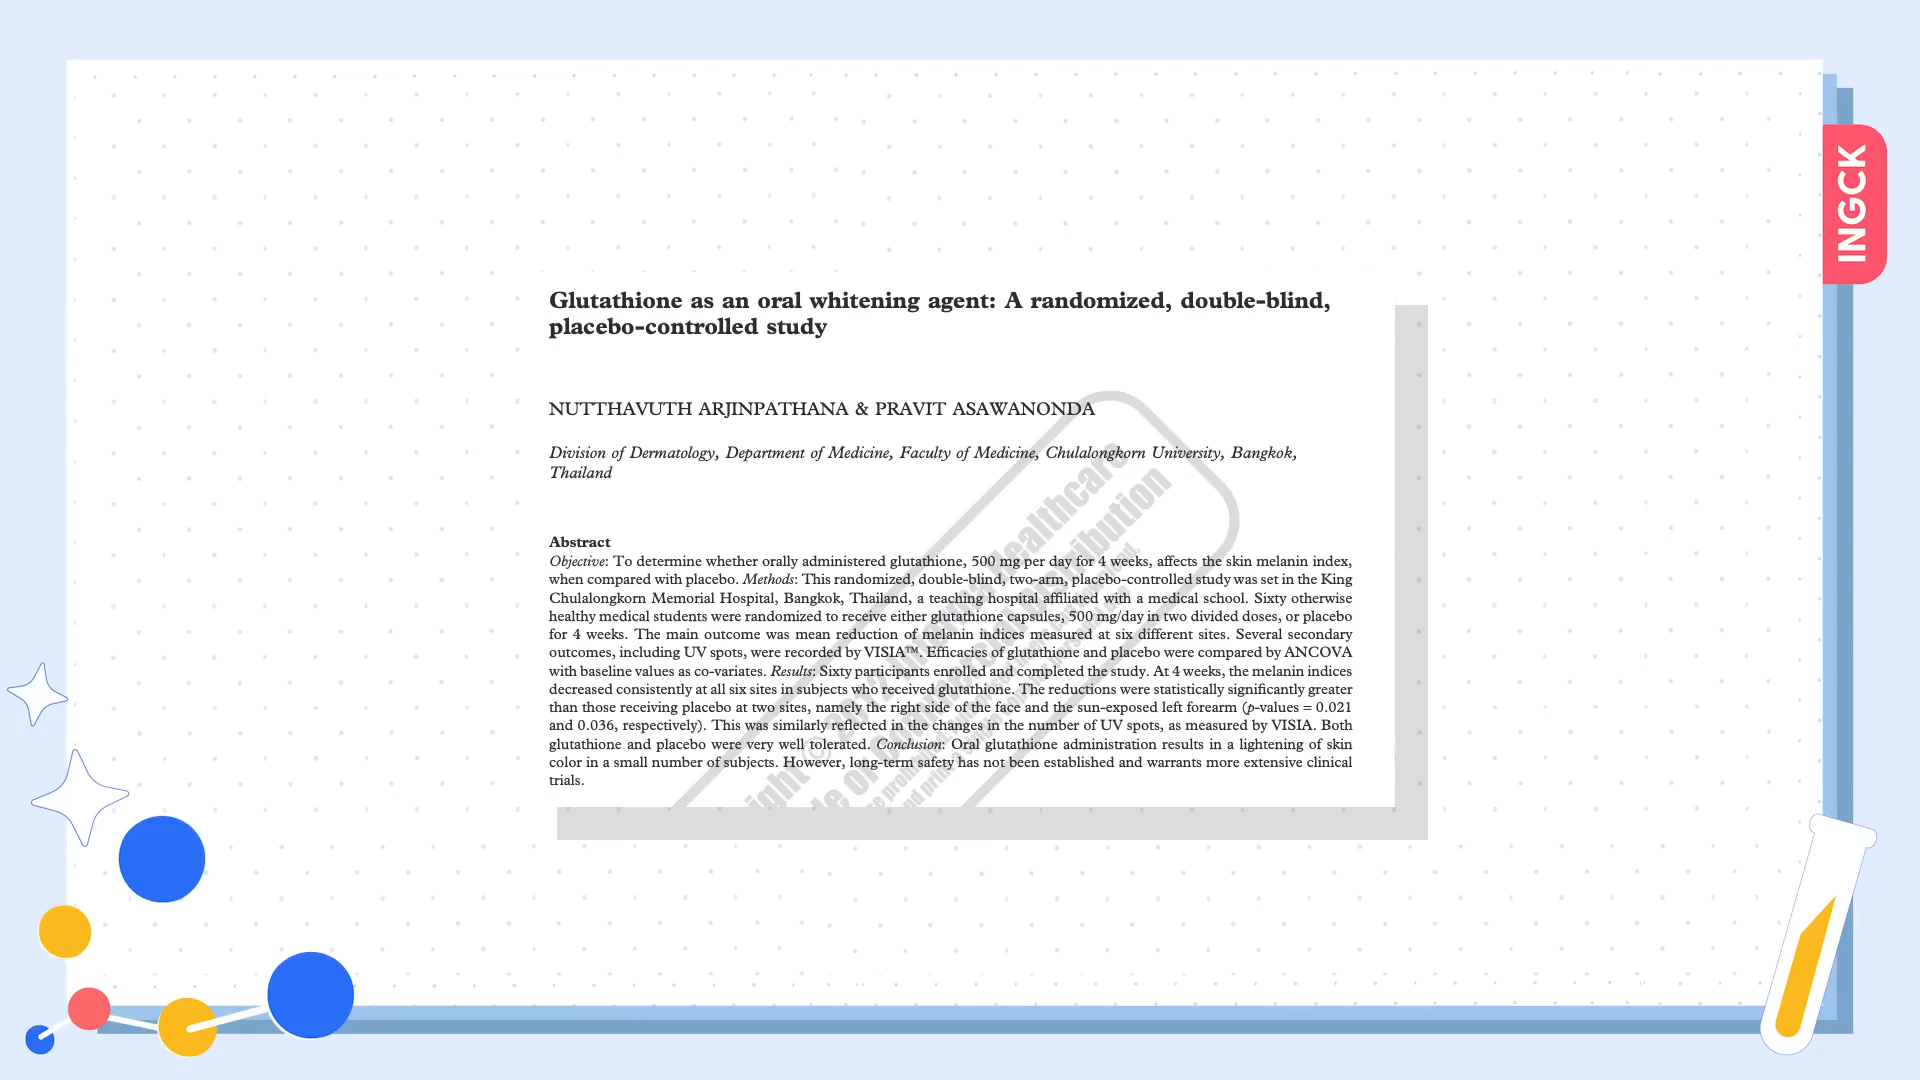 INGCK
Glutathione as an oral whitening agent: A randomized, double-blind,
placebo-controlled study
NUTTHAVUTH ARJINPATHANA & PRAVIT ASAWANONDA
Division of Dermatology, Department of Medicine, Faculty of Medicine, Chulalongkorn University, Bangkok,
Thailand
Abstract
Objective: To determine whether orally administered glutathione, 500 mg per day for 4 weeks, affects the skin melanin index,
when compared with placebo. Methods: This randomized, double-blind, two-arm, placebo-controlled study was set in the King
Chulalongkorn Memorial Hospital, Bangkok, Thailand, a teaching hospital affiliated with a medical school. Sixty otherwise
healthy medical students were randomized to receive either glutathione capsules, 500 mg/day in two divided doses, or placebo
for 4 weeks. The main outcome was mean reduction of melanin indices measured at six different sites. Several secondary
outcomes, including UV spots, were recorded by VISIA™. Efficacies of glutathione and placebo were compared by ANCOVA
with baseline values as co-variates. Results: Sixty participants enrolled and completed the study. At 4 weeks, the melanin indices
decreased consistently at all six sites in subjects who received glutathione. The reductions were statistically significantly greater
than those receiving placebo at two sites, namely the right side of the face and the sun-exposed left forearm (p-values = 0.021
and 0.036, respectively). This was similarly reflected in the changes in the number of UV spots, as measured by VISIA. Both
glutathione and placebo were very well tolerated. Conclusion: Oral glutathione administration results in a lightening of skin
color in a small number of subjects. However, long-term safety has not been established and warrants more extensive clinical
trials.